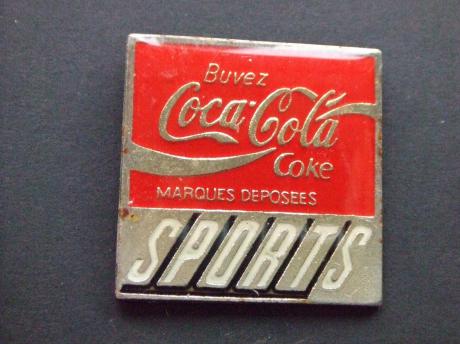 Buvez
Coca-Cola
Coke
MARQUES DEPOSEES
SPORTS